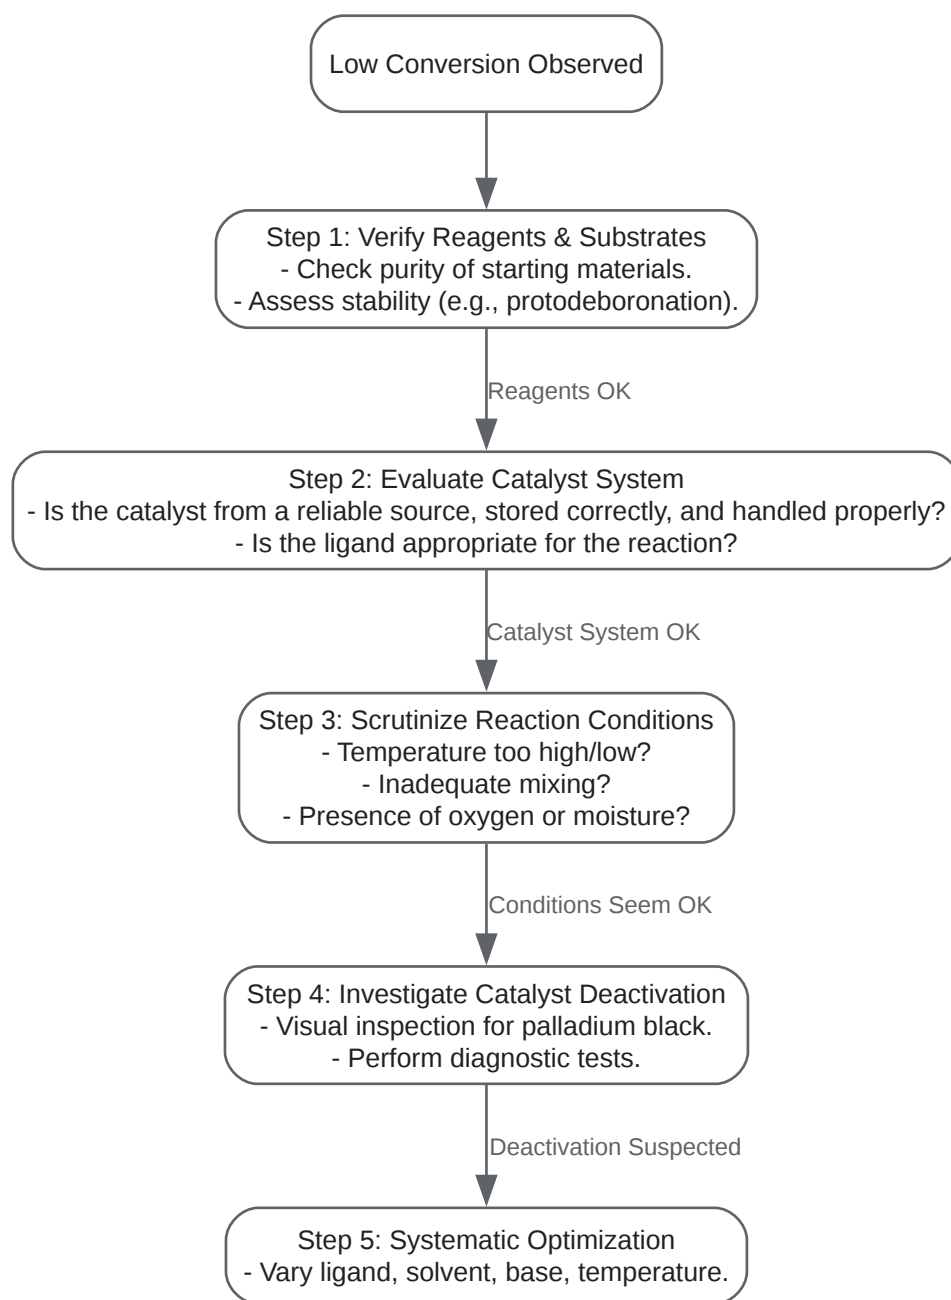 Low Conversion Observed
Step 1: Verify Reagents & Substrates
- Check purity of starting materials.
- Assess stability (e.g., protodeboronation).
Reagents OK
Step 2: Evaluate Catalyst System
- Is the catalyst from a reliable source, stored correctly, and handled properly?
- Is the ligand appropriate for the reaction?
Catalyst System OK
Step 3: Scrutinize Reaction Conditions
- Temperature too high/low?
- Inadequate mixing?
- Presence of oxygen or moisture?
Conditions Seem OK
Step 4: Investigate Catalyst Deactivation
- Visual inspection for palladium black.
- Perform diagnostic tests.
Deactivation Suspected
Step 5: Systematic Optimization
- Vary ligand, solvent, base, temperature.